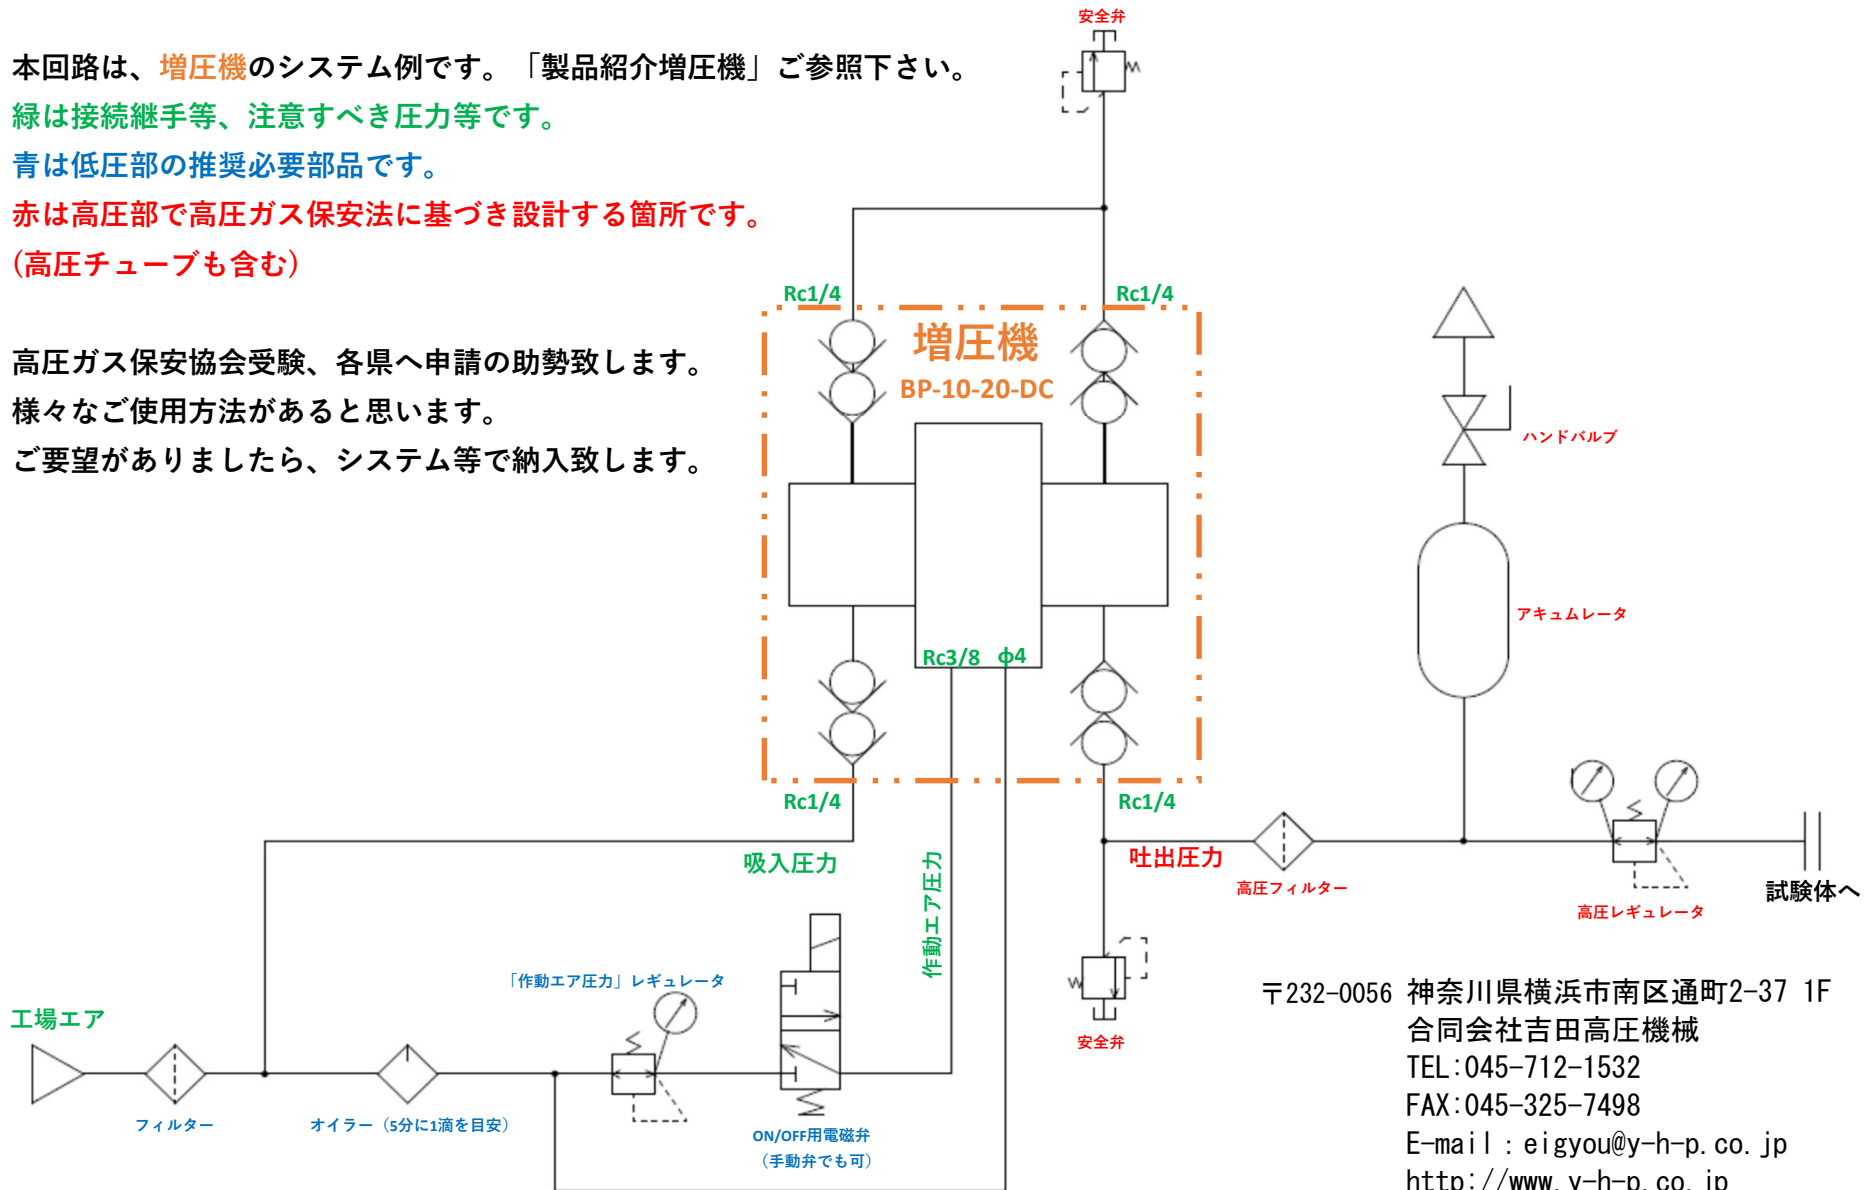 安全弁
本回路は、増圧機のシステム例です。「製品紹介増圧機」ご参照下さい。
緑は接続継手等、注意すべき圧力等です。
青は低圧部の推奨必要部品です。
赤は高圧部で高圧ガス保安法に基づき設計する箇所です。
(高圧チューブも含む)
高圧ガス保安協会受験、各県へ申請の助勢致します。
様々なご使用方法があると思います。
ご要望がありましたら、システム等で納入致します。
Rc1/4
Rc1/4
増圧機
BP-10-20-DC
ハンドバルブ
アキュムレータ
Rc3/8 ф4
Rc1/4
Rc1/4
吸入圧力
作動エア圧力
吐出圧力
高圧フィルター
高圧レギュレータ
試験体へ
「作動エア圧力」レギュレータ
工場エア
フィルター
オイラー（5分に1滴を目安）
ON/OFF用電磁弁
（手動弁でも可）
安全弁
〒232-0056 神奈川県横浜市南区通町2-37 1F
合同会社吉田高圧機械
TEL:045-712-1532
FAX:045-325-7498
E-mail：eigyou@y-h-p.co.jp
http://www.y-h-p.co.jp